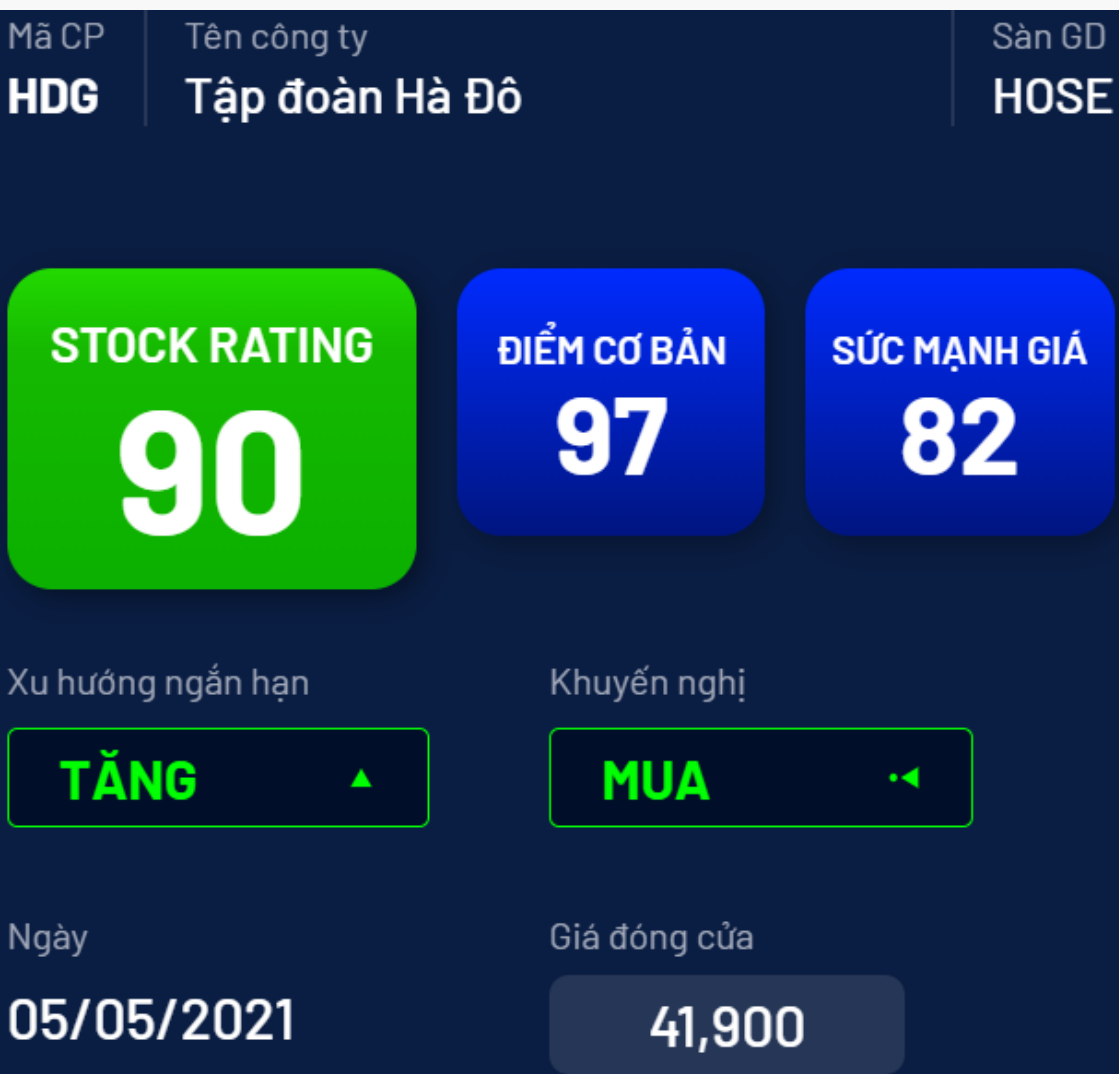 Mã CP
HDG
Tên công ty
Tập đoàn Hà Đô
Sàn GD
HOSE
STOCK RATING
90
ĐIỂM CƠ BẢN
97
SỨC MẠNH GIÁ
82
Xu hướng ngắn hạn
TĂNG
Khuyến nghị
MUA
Ngày
05/05/2021
Giá đóng cửa
41,900